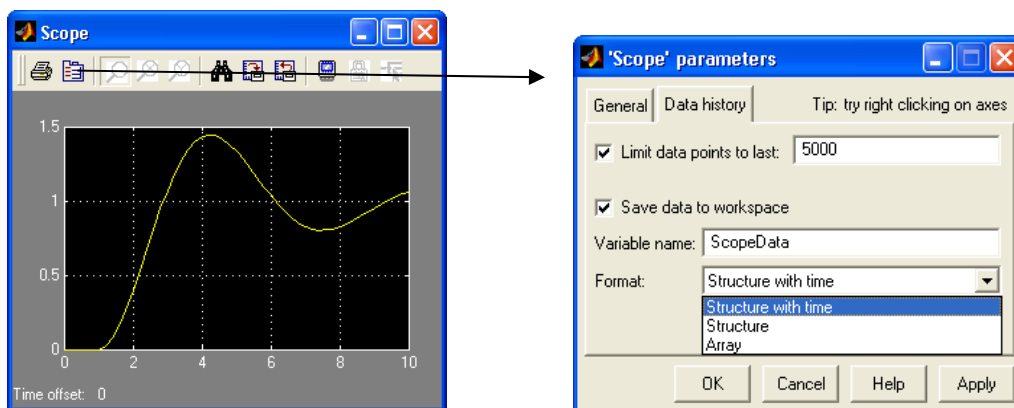 Scope
1.5
1
0.5
0
0 2 4 6 8 10
Time offset: 0
'Scope' parameters
General Data history Tip: try right clicking on axes
Limit data points to last: 5000
Save data to workspace
Variable name: ScopeData
Format: Structure with time
Structure with time
Structure
Array
OK Cancel Help Apply